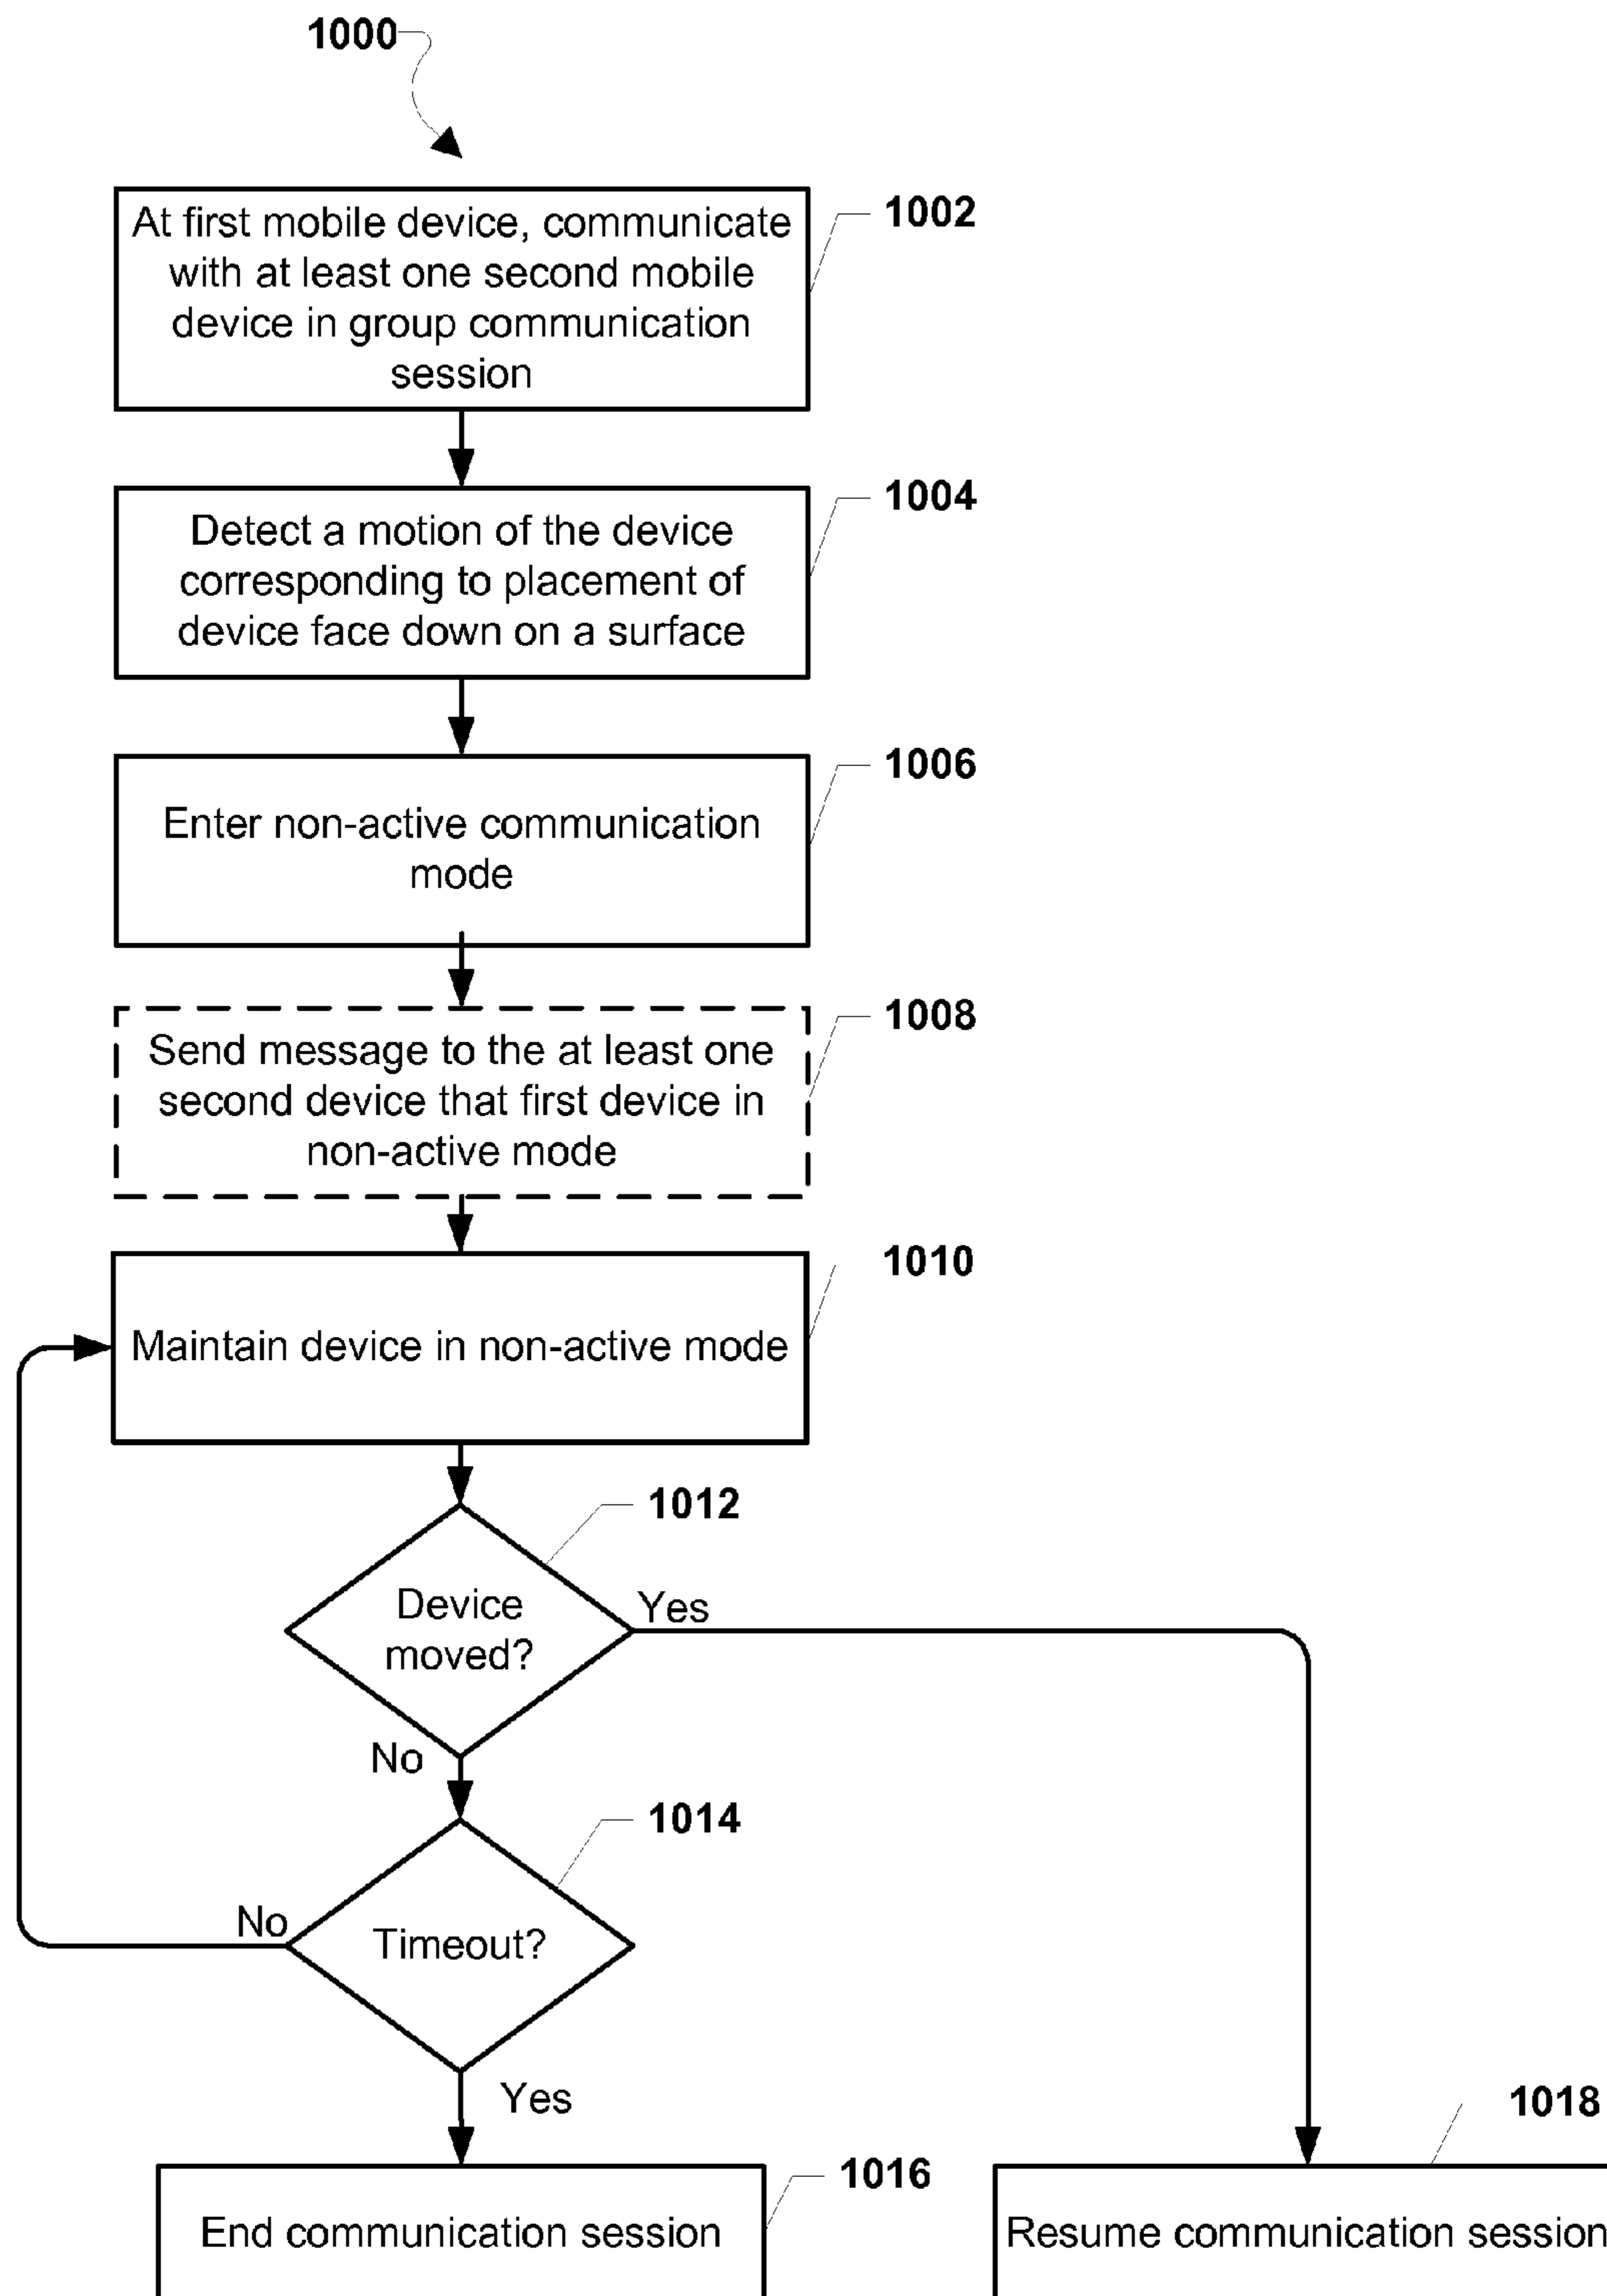 1000
At first mobile device, communicate
with at least one second mobile
device in group communication
session
1002
Detect a motion of the device
corresponding to placement of
device face down on a surface
1004
Enter non-active communication
mode
1006
Send message to the at least one
second device that first device in
non-active mode
1008
Maintain device in non-active mode
1010
1012
Device
moved?
Yes
No
1014
Timeout?
No
Yes
1016
End communication session
1018
Resume communication session